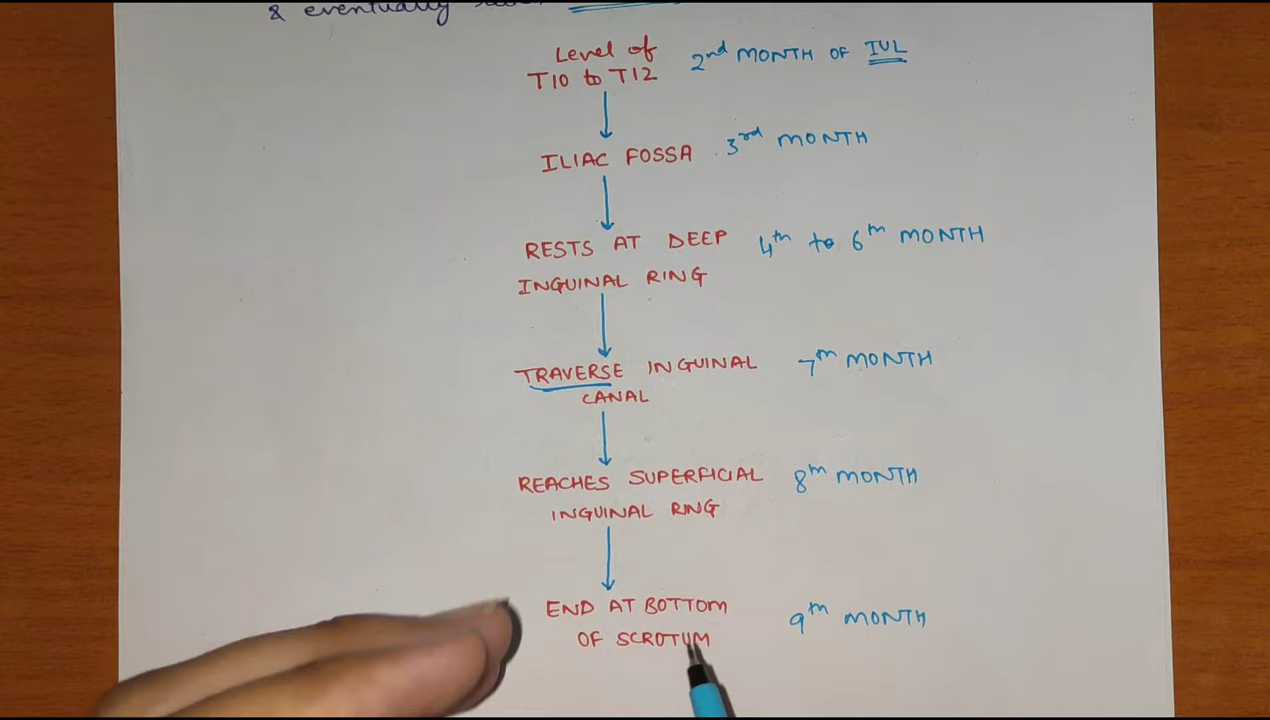 & eventually
Level of
T10 to T12 2nd MONTH OF IUL
ILIAC FOSSA 3rd MONTH
RESTS AT DEEP 4th to 6th MONTH
INGUINAL RING
TRAVERSE INGUINAL 7th MONTH
CANAL
REACHES SUPERFICIAL 8th MONTH
INGUINAL RING
END AT BOTTOM 9th MONTH
OF SCROTUM